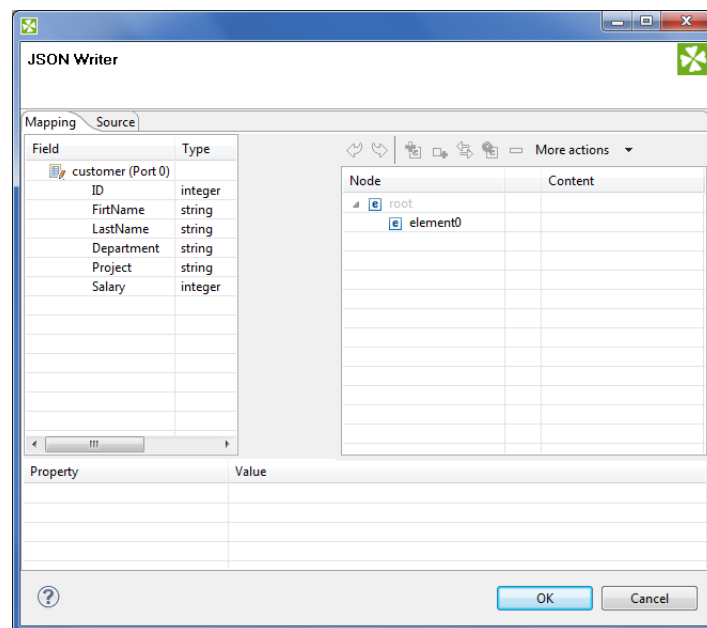 JSON Writer
Mapping Source
Field Type
customer (Port 0)
ID integer
FirtName string
LastName string
Department string
Project string
Salary integer
More actions
Node Content
e root
e element0
Property Value
? OK Cancel